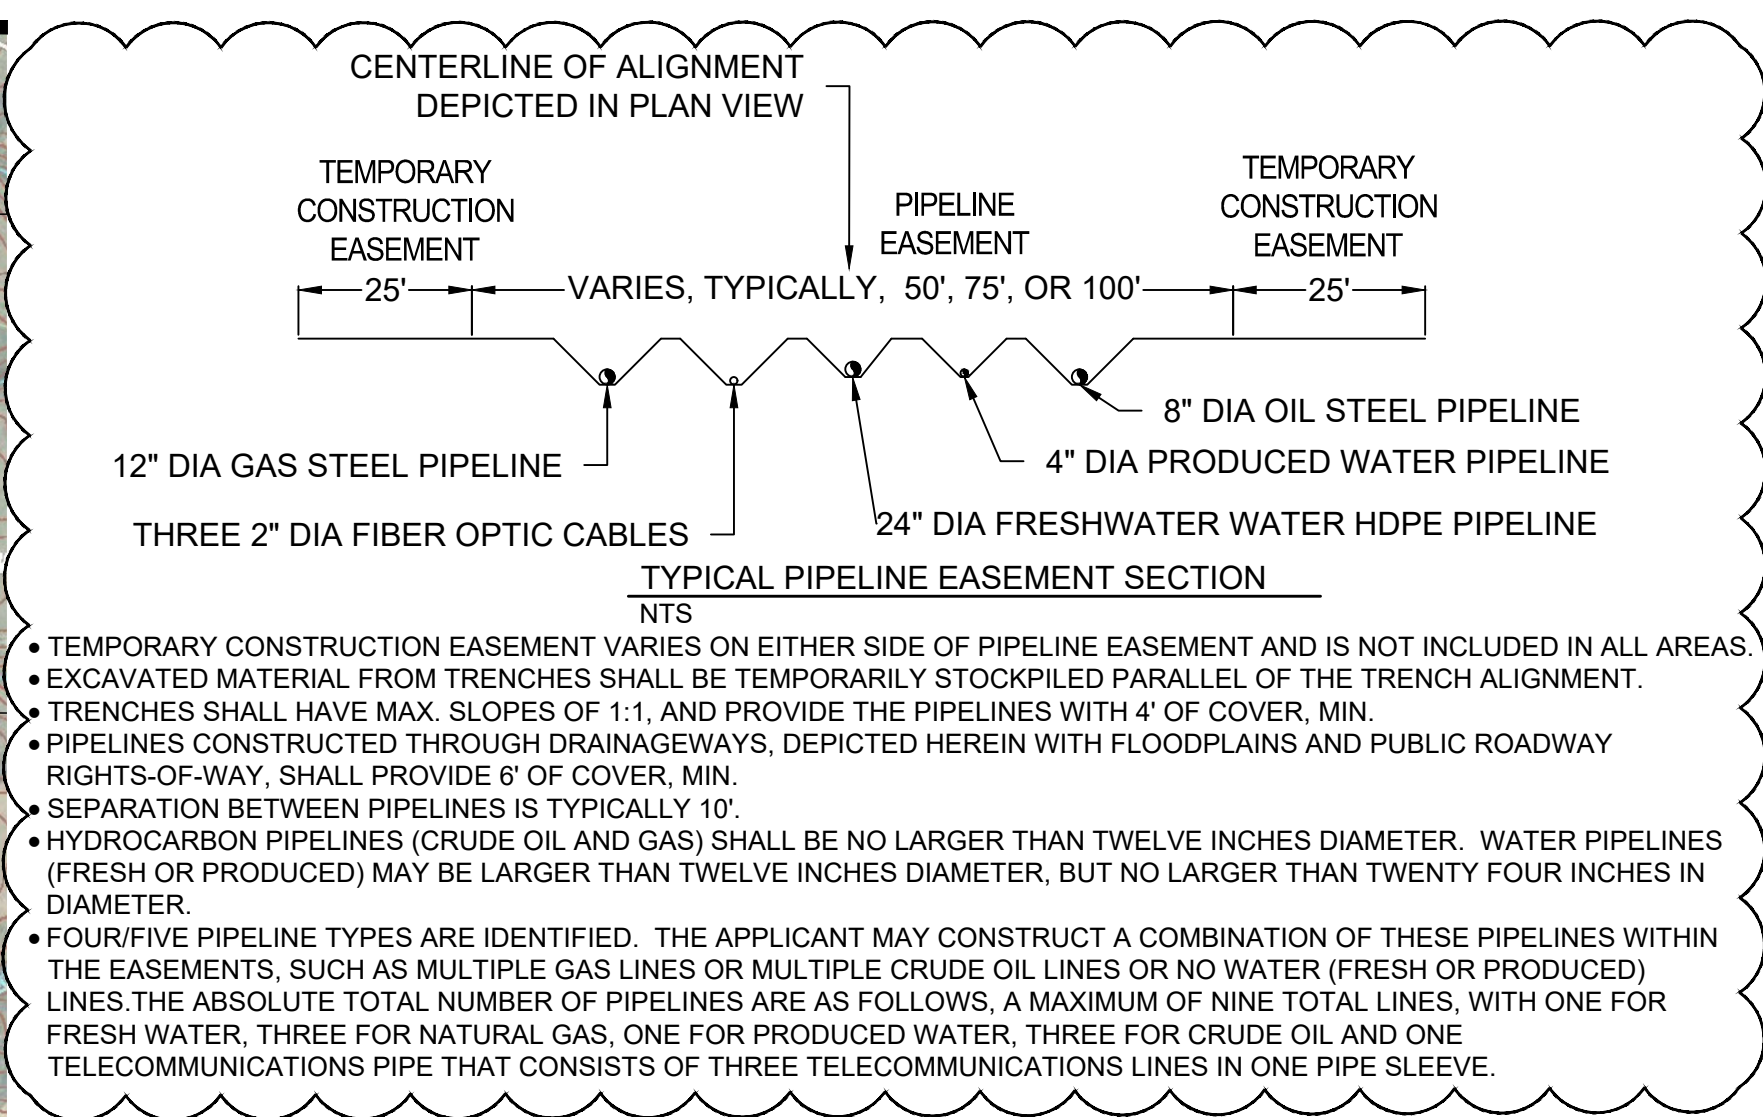 CENTERLINE OF ALIGNMENT
DEPICTED IN PLAN VIEW
TEMPORARY
CONSTRUCTION
EASEMENT
PIPELINE
EASEMENT
TEMPORARY
CONSTRUCTION
EASEMENT
25'
VARIES, TYPICALLY, 50', 75', OR 100'
25'
8" DIA OIL STEEL PIPELINE
12" DIA GAS STEEL PIPELINE
4" DIA PRODUCED WATER PIPELINE
THREE 2" DIA FIBER OPTIC CABLES
24" DIA FRESHWATER WATER HDPE PIPELINE
TYPICAL PIPELINE EASEMENT SECTION
NTS
• TEMPORARY CONSTRUCTION EASEMENT VARIES ON EITHER SIDE OF PIPELINE EASEMENT AND IS NOT INCLUDED IN ALL AREAS.
• EXCAVATED MATERIAL FROM TRENCHES SHALL BE TEMPORARILY STOCKPILED PARALLEL OF THE TRENCH ALIGNMENT.
• TRENCHES SHALL HAVE MAX. SLOPES OF 1:1, AND PROVIDE THE PIPELINES WITH 4' OF COVER, MIN.
• PIPELINES CONSTRUCTED THROUGH DRAINAGEWAYS, DEPICTED HEREIN WITH FLOODPLAINS AND PUBLIC ROADWAY
RIGHTS-OF-WAY, SHALL PROVIDE 6' OF COVER, MIN.
• SEPARATION BETWEEN PIPELINES IS TYPICALLY 10'.
• HYDROCARBON PIPELINES (CRUDE OIL AND GAS) SHALL BE NO LARGER THAN TWELVE INCHES DIAMETER. WATER PIPELINES
(FRESH OR PRODUCED) MAY BE LARGER THAN TWELVE INCHES DIAMETER, BUT NO LARGER THAN TWENTY FOUR INCHES IN
DIAMETER.
• FOUR/FIVE PIPELINE TYPES ARE IDENTIFIED. THE APPLICANT MAY CONSTRUCT A COMBINATION OF THESE PIPELINES WITHIN
THE EASEMENTS, SUCH AS MULTIPLE GAS LINES OR MULTIPLE CRUDE OIL LINES OR NO WATER (FRESH OR PRODUCED)
LINES.THE ABSOLUTE TOTAL NUMBER OF PIPELINES ARE AS FOLLOWS, A MAXIMUM OF NINE TOTAL LINES, WITH ONE FOR
FRESH WATER, THREE FOR NATURAL GAS, ONE FOR PRODUCED WATER, THREE FOR CRUDE OIL AND ONE
TELECOMMUNICATIONS PIPE THAT CONSISTS OF THREE TELECOMMUNICATIONS LINES IN ONE PIPE SLEEVE.